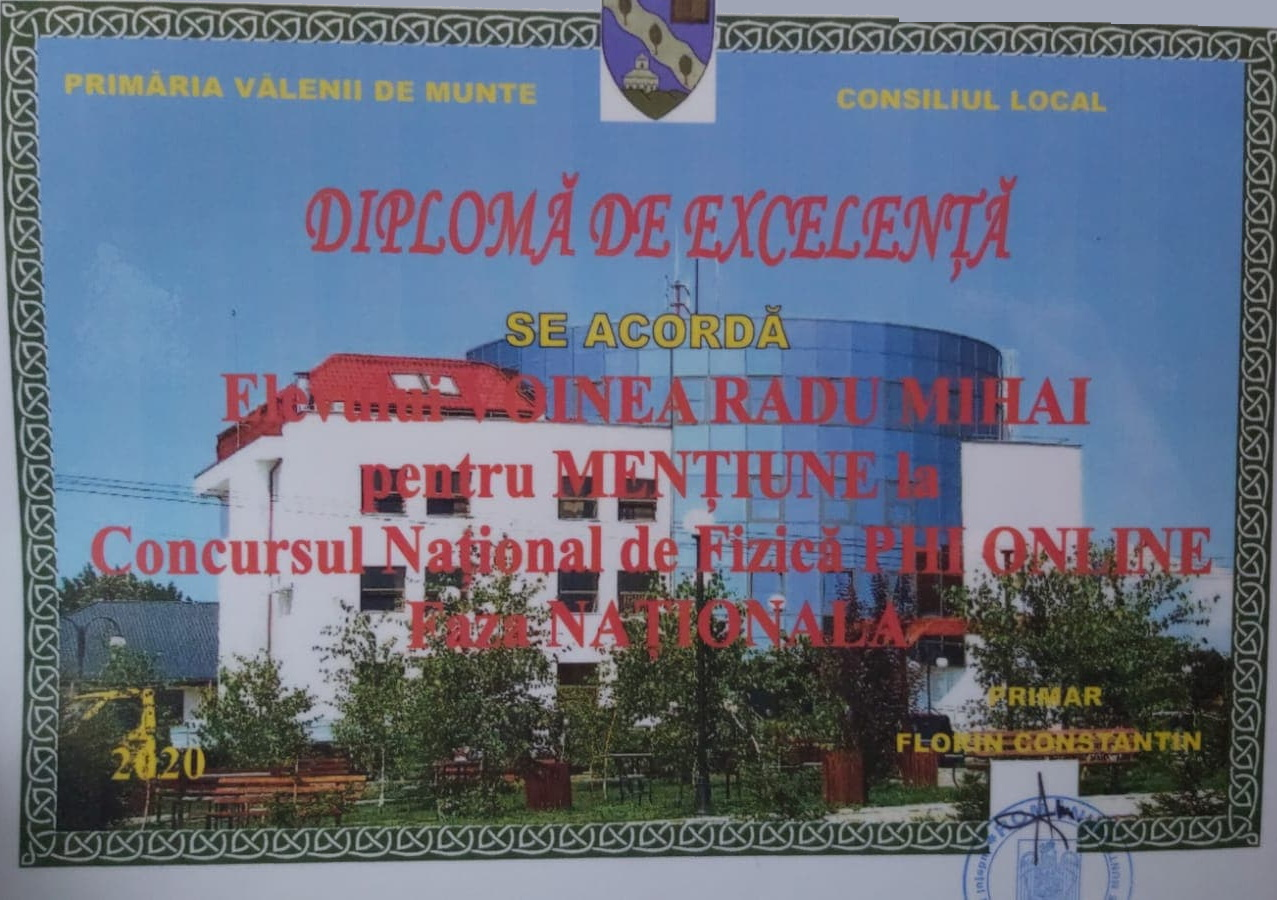 PRIMĂRIA VĂLENII DE MUNTE
CONSILIUL LOCAL
DIPLOMĂ DE EXCELENȚĂ
SE ACORDĂ
Elevului VOINEA RADU MIHAI
pentru MENȚIUNE la
Concursul Național de Fizică PHI ONLINE
Faza NAȚIONALA
PRIMAR
FLORIN CONSTANTIN
2020